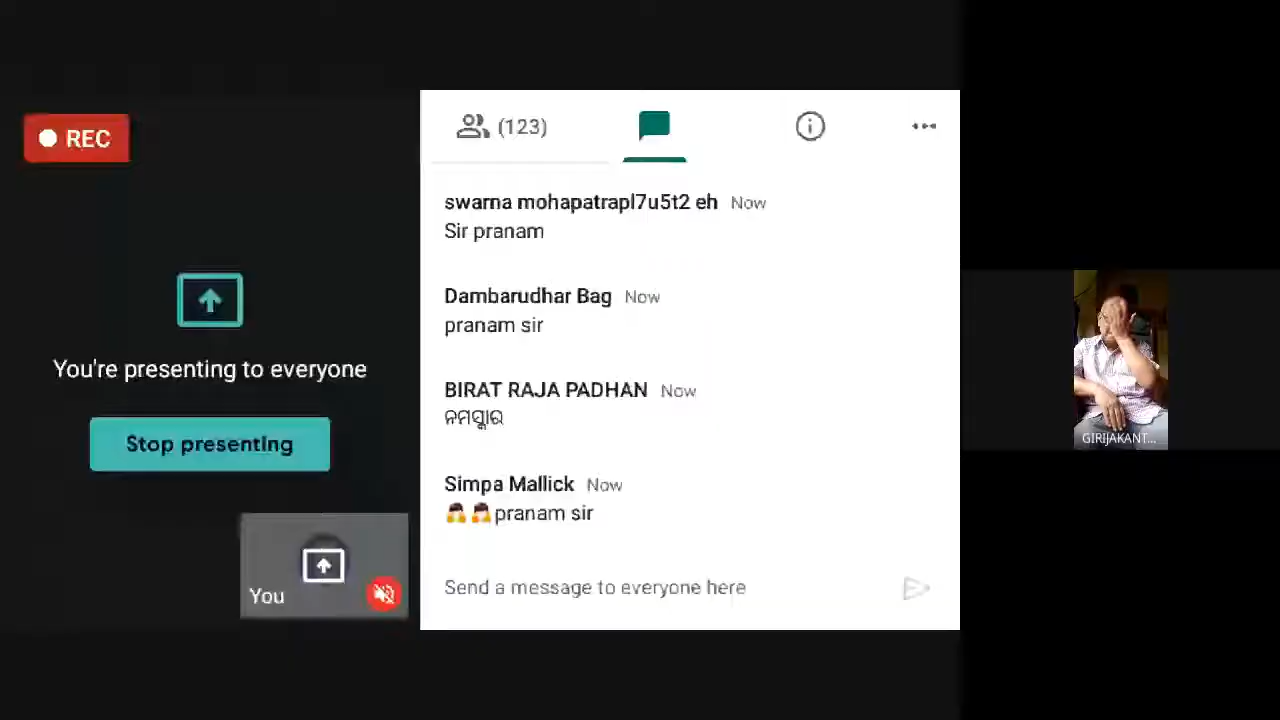 REC
You're presenting to everyone
Stop presenting
You
(123)
swarna mohapatrapl7u5t2 eh Now
Sir pranam
Dambarudhar Bag Now
pranam sir
BIRAT RAJA PADHAN Now
ନମସ୍କାର
Simpa Mallick Now
🙏🙏pranam sir
Send a message to everyone here
GIRIJAKANT...